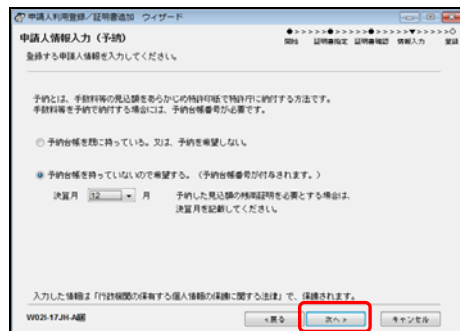 申請人利用登録／証明書追加　ウィザード
申請人情報入力（予納）
●>>>>>●>>>>>●>>>>>▼>>>>>○
開始 証明書指定 証明書確認 情報入力 登録
登録する申請人情報を入力してください。
予納とは、手数料等の見込額をあらかじめ特許印紙で特許庁に納付する方法です。
手数料等を予納で納付する場合には、予納台帳番号が必要です。
予納台帳を既に持っている。又は、予納を希望しない。
予納台帳を持っていないので希望する。（予納台帳番号が付与されます。）
決算月 12 月 予納した見込額の残高証明を必要とする場合は、
決算月を記載してください。
入力した情報は「行政機関の保有する個人情報の保護に関する法律」で、保護されます。
W02I-17JH-A版
<戻る 次へ> キャンセル